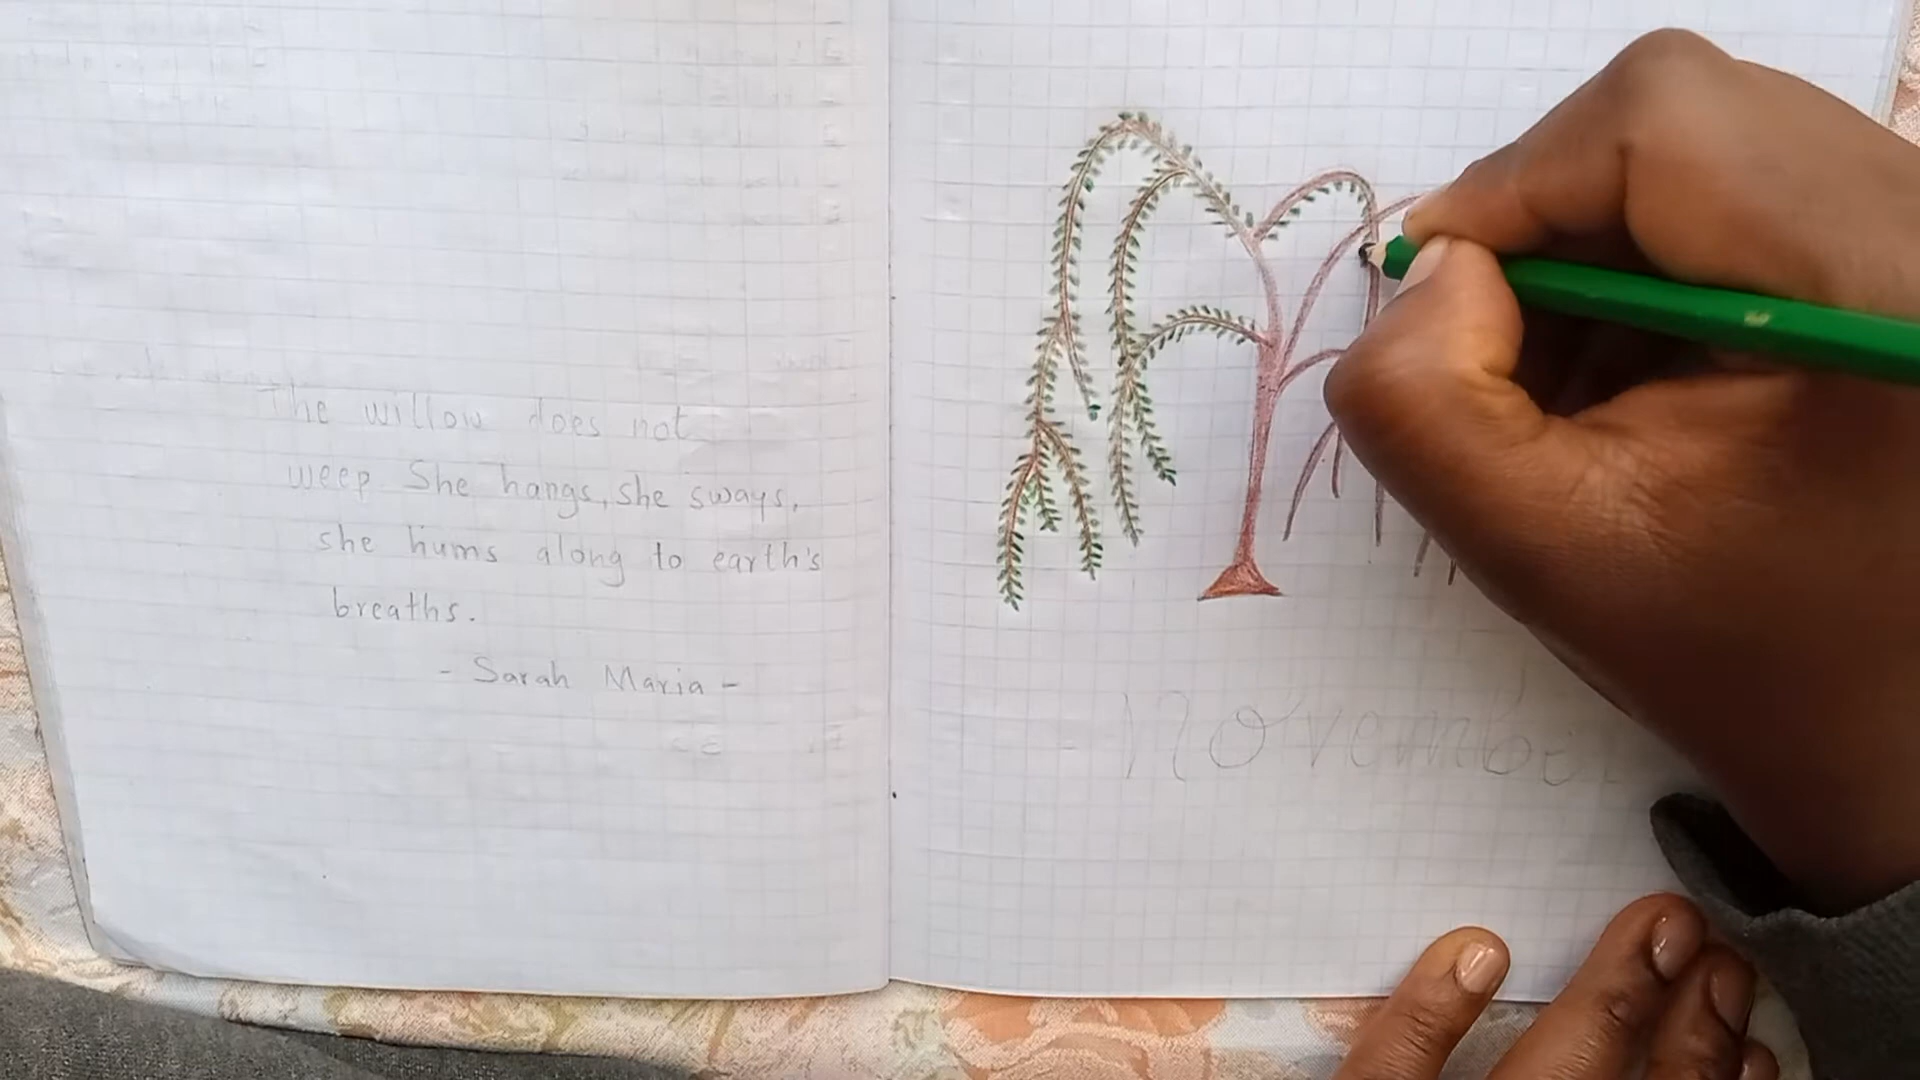 The willow does not
weep. She hangs, she sways,
she hums along to earth's
breaths.
- Sarah Maria -
Novembe